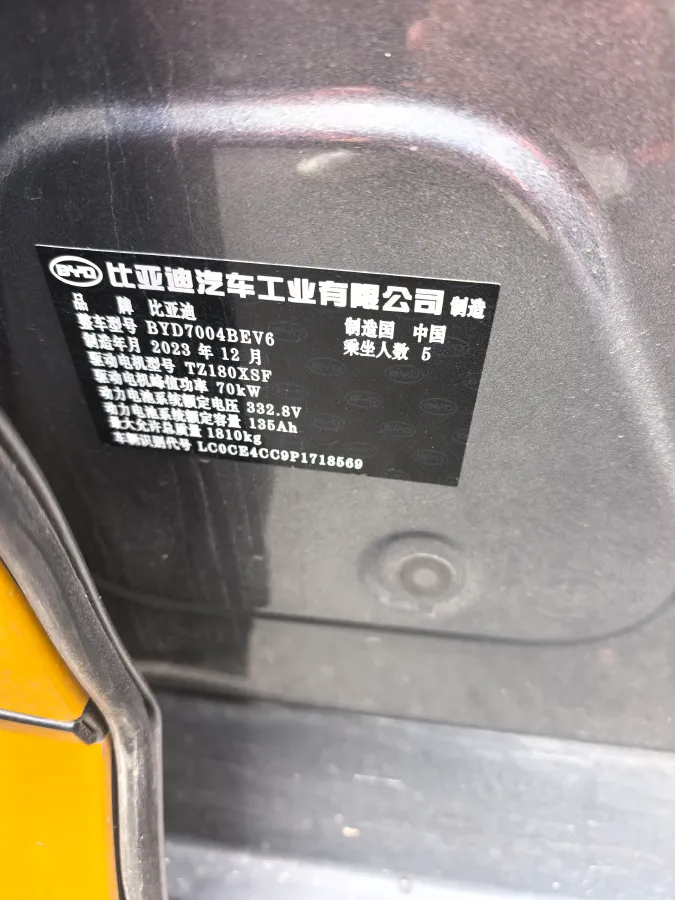 BYD 比亚迪汽车工业有限公司 制造
品 牌 比亚迪 制造国 中国
整车型号 BYD7004BEV6 乘坐人数 5
制造年月 2023 年 12 月
驱动电机型号 TZ180XSF
驱动电机峰值功率 70kW
动力电池系统额定电压 332.8V
动力电池系统额定容量 135Ah
最大允许总质量 1810kg
车辆识别代号 LC0CE4CC9P1718569